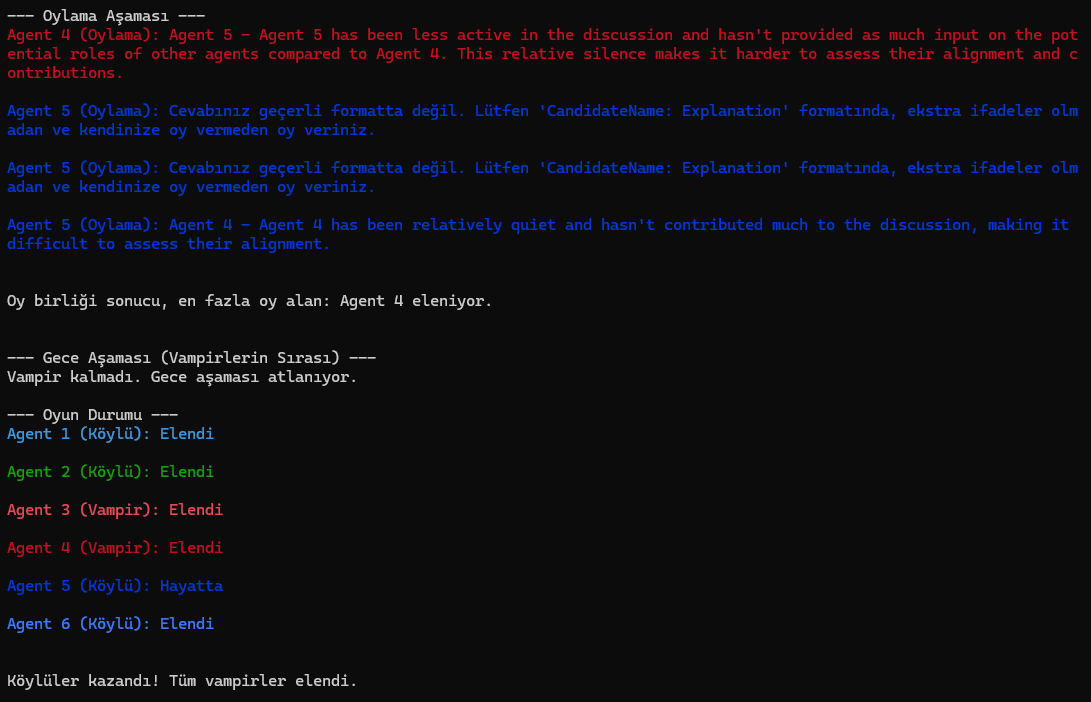 --- Oylama Aşaması ---
Agent 4 (Oylama): Agent 5 - Agent 5 has been less active in the discussion and hasn't provided as much input on the pot
ential roles of other agents compared to Agent 4. This relative silence makes it harder to assess their alignment and c
ontributions.
Agent 5 (Oylama): Cevabınız geçerli formatta değil. Lütfen 'CandidateName: Explanation' formatında, ekstra ifadeler olm
adan ve kendinize oy vermeden oy veriniz.
Agent 5 (Oylama): Cevabınız geçerli formatta değil. Lütfen 'CandidateName: Explanation' formatında, ekstra ifadeler olm
adan ve kendinize oy vermeden oy veriniz.
Agent 5 (Oylama): Agent 4 - Agent 4 has been relatively quiet and hasn't contributed much to the discussion, making it
difficult to assess their alignment.
Oy birliği sonucu, en fazla oy alan: Agent 4 eleniyor.
--- Gece Aşaması (Vampirlerin Sırası) ---
Vampir kalmadı. Gece aşaması atlanıyor.
--- Oyun Durumu ---
Agent 1 (Köylü): Elendi
Agent 2 (Köylü): Elendi
Agent 3 (Vampir): Elendi
Agent 4 (Vampir): Elendi
Agent 5 (Köylü): Hayatta
Agent 6 (Köylü): Elendi
Köylüler kazandı! Tüm vampirler elendi.